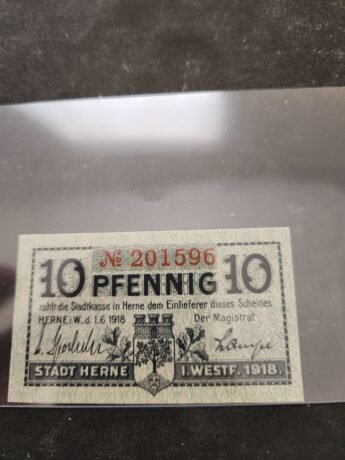 № 201596
10 PFENNIG 10
zahlt die Stadtkasse in Herne dem Einlieferer dieses Scheines
HERNE i.W. d. 1.6.1918 Der Magistrat
STADT HERNE I. WESTF. 1918.